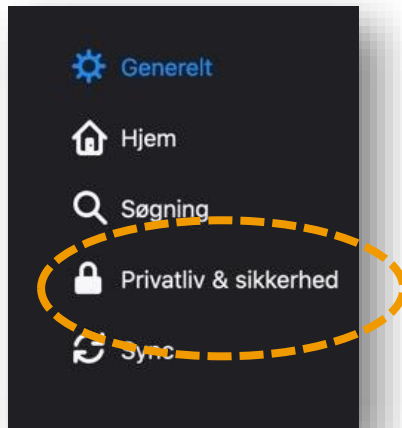 Generelt
Hjem
Søgning
Privatliv & sikkerhed
Sync